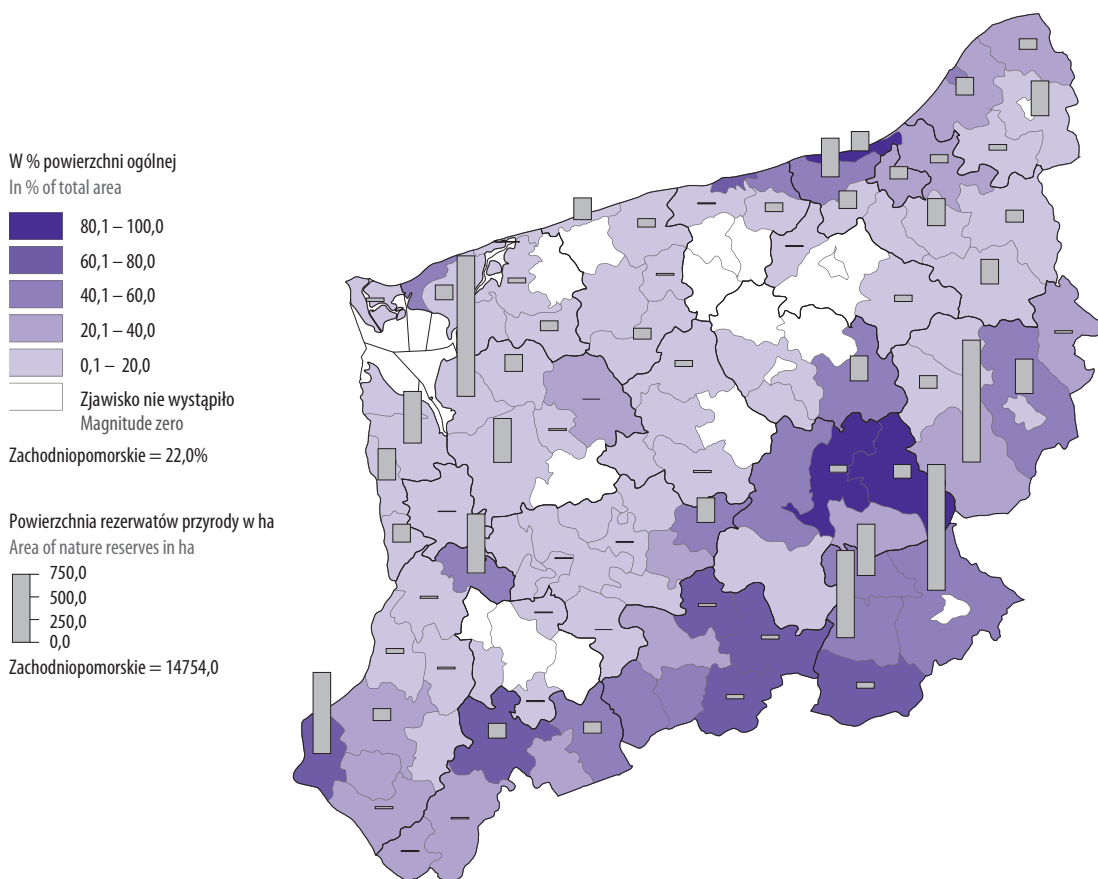 W % powierzchni ogólnej
In % of total area
80,1 – 100,0
60,1 – 80,0
40,1 – 60,0
20,1 – 40,0
0,1 – 20,0
Zjawisko nie wystąpiło
Magnitude zero
Zachodniopomorskie = 22,0%
Powierzchnia rezerwatów przyrody w ha
Area of nature reserves in ha
750,0
500,0
250,0
0,0
Zachodniopomorskie = 14754,0